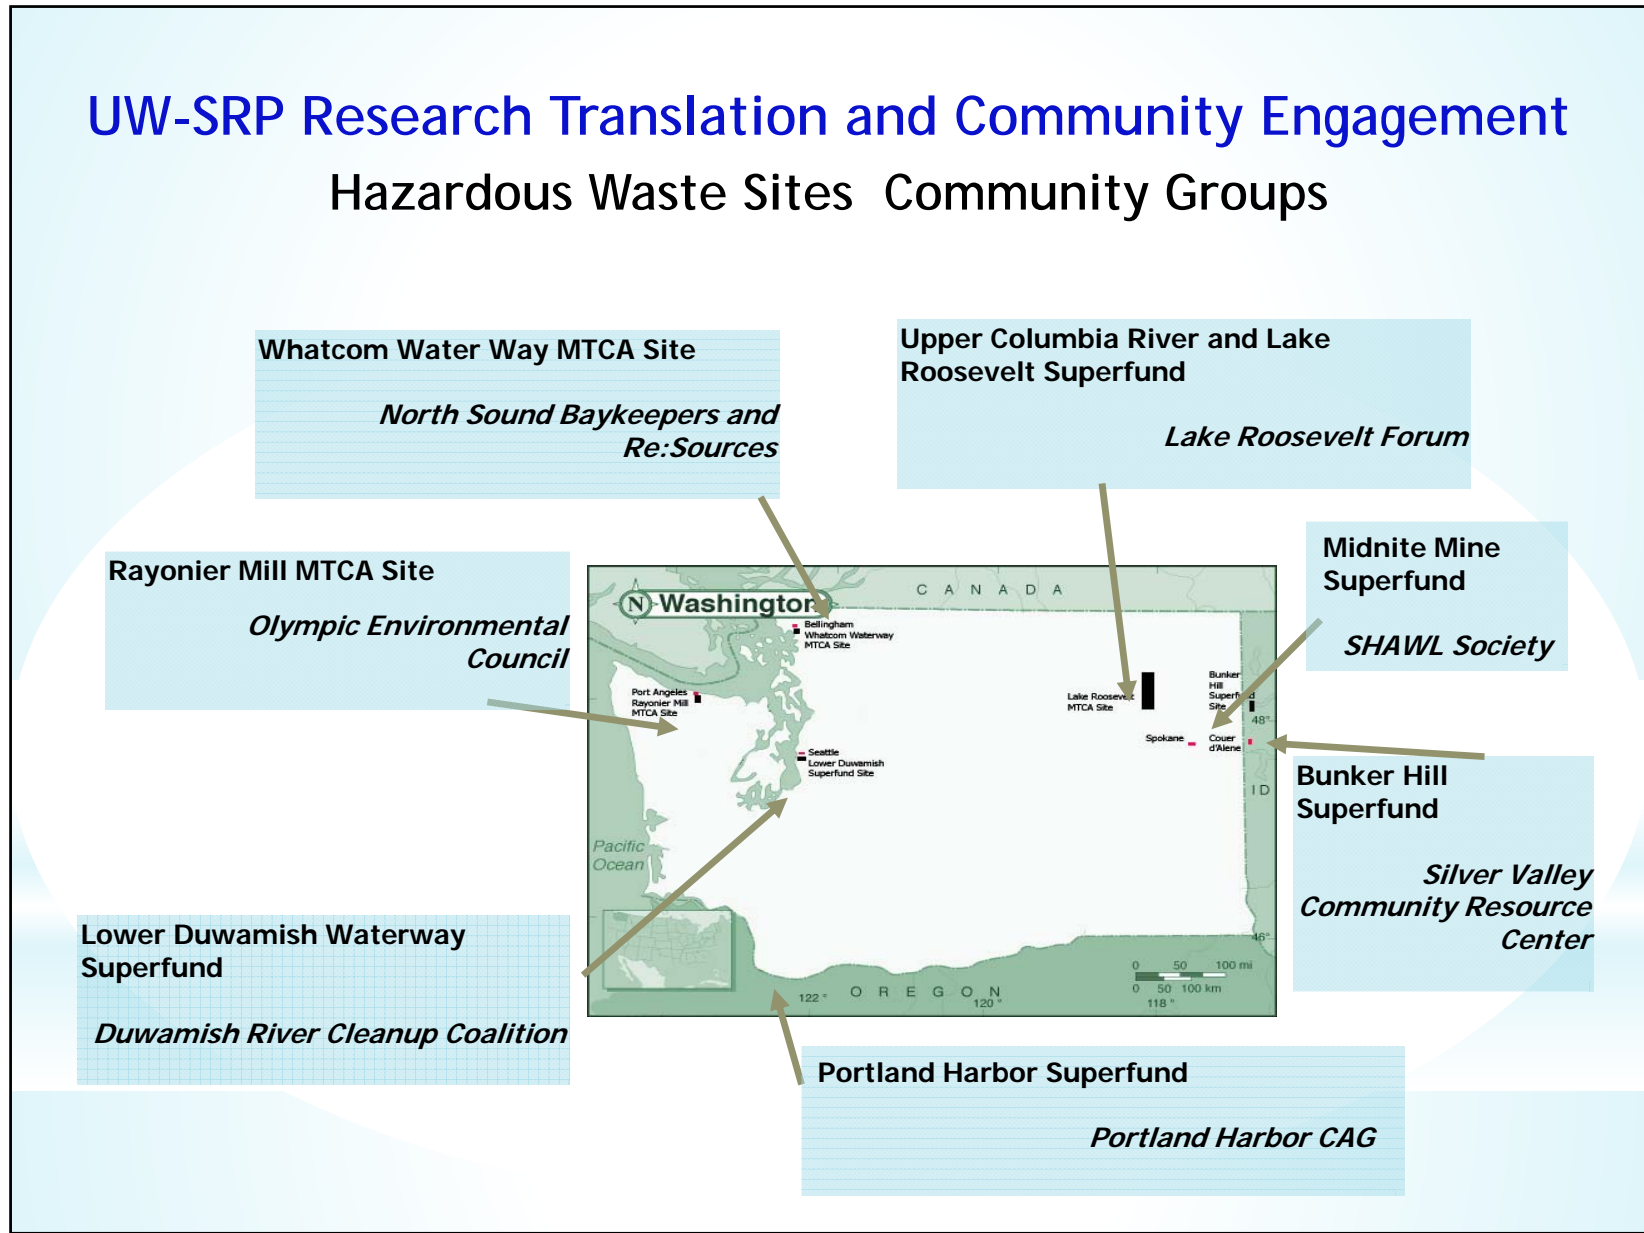 UW-SRP Research Translation and Community Engagement
Hazardous Waste Sites  Community Groups
Whatcom Water Way MTCA Site
North Sound Baykeepers and
Re:Sources
Upper Columbia River and Lake
Roosevelt Superfund
Lake Roosevelt Forum
Midnite Mine
Superfund
SHAWL Society
Rayonier Mill MTCA Site
Olympic Environmental
Council
N Washington
C A N A D A
Bellingham
Whatcom Waterway
MTCA Site
Port Angeles
Rayonier Mill
MTCA Site
Lake Roosevelt
MTCA Site
Bunker
Hill
Superfund
Site
48°
Spokane
Couer
d'Alene
Seattle
Lower Duwamish
Superfund Site
ID
Pacific
Ocean
46°
0 50 100 mi
0 50 100 km
122 °
O R E G O N
120 °
118 °
Bunker Hill
Superfund
Silver Valley
Community Resource
Center
Lower Duwamish Waterway
Superfund
Duwamish River Cleanup Coalition
Portland Harbor Superfund
Portland Harbor CAG